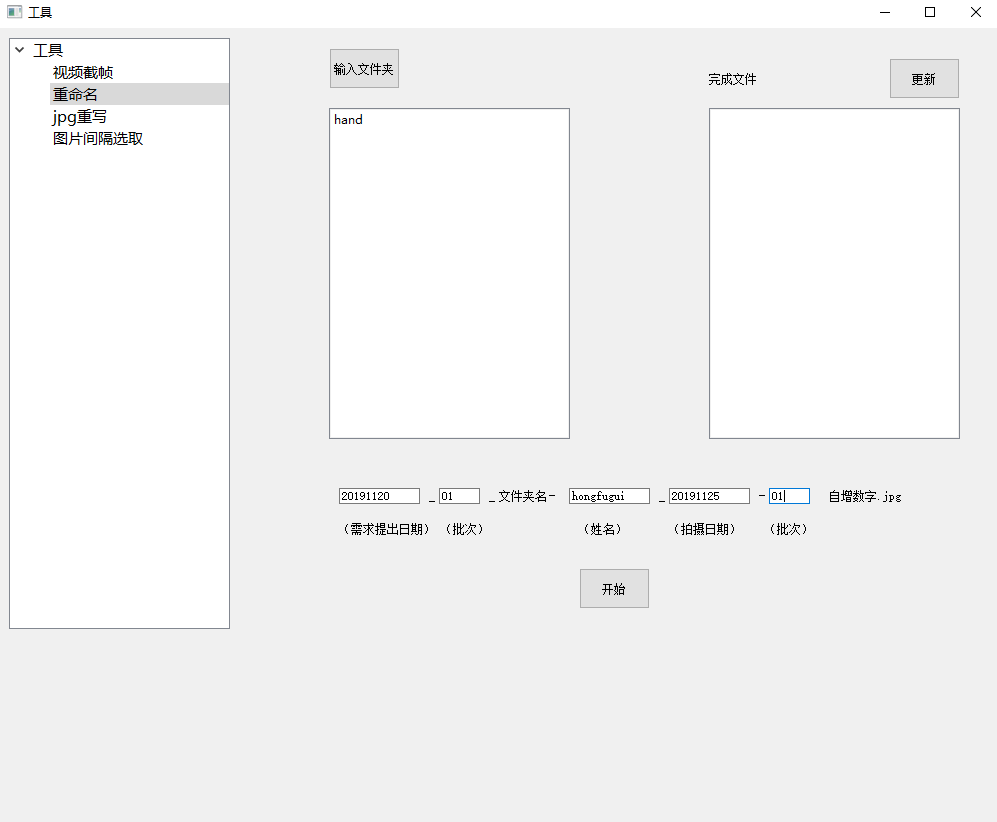 工具
工具
视频截帧
重命名
jpg重写
图片间隔选取
输入文件夹
完成文件
更新
hand
20191120 _ 01 _文件夹名- hongfugui _ 20191125 - 01 自增数字.jpg
（需求提出日期） （批次） （姓名） （拍摄日期） （批次）
开始